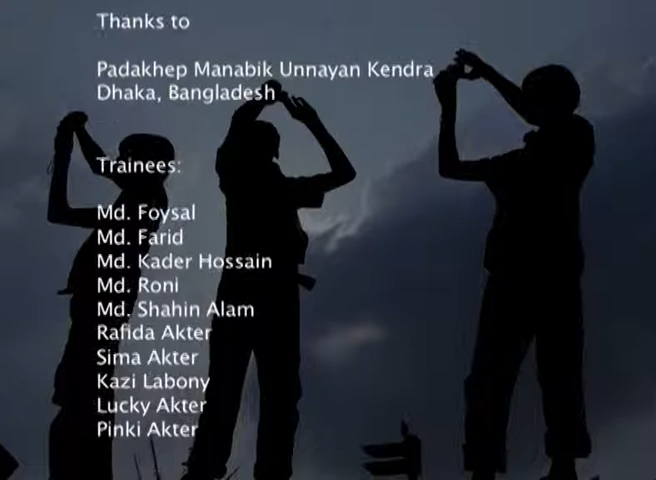 Thanks to
Padakhep Manabik Unnayan Kendra
Dhaka, Bangladesh
Trainees:
Md. Foysal
Md. Farid
Md. Kader Hossain
Md. Roni
Md. Shahin Alam
Rafida Akter
Sima Akter
Kazi Labony
Lucky Akter
Pinki Akter